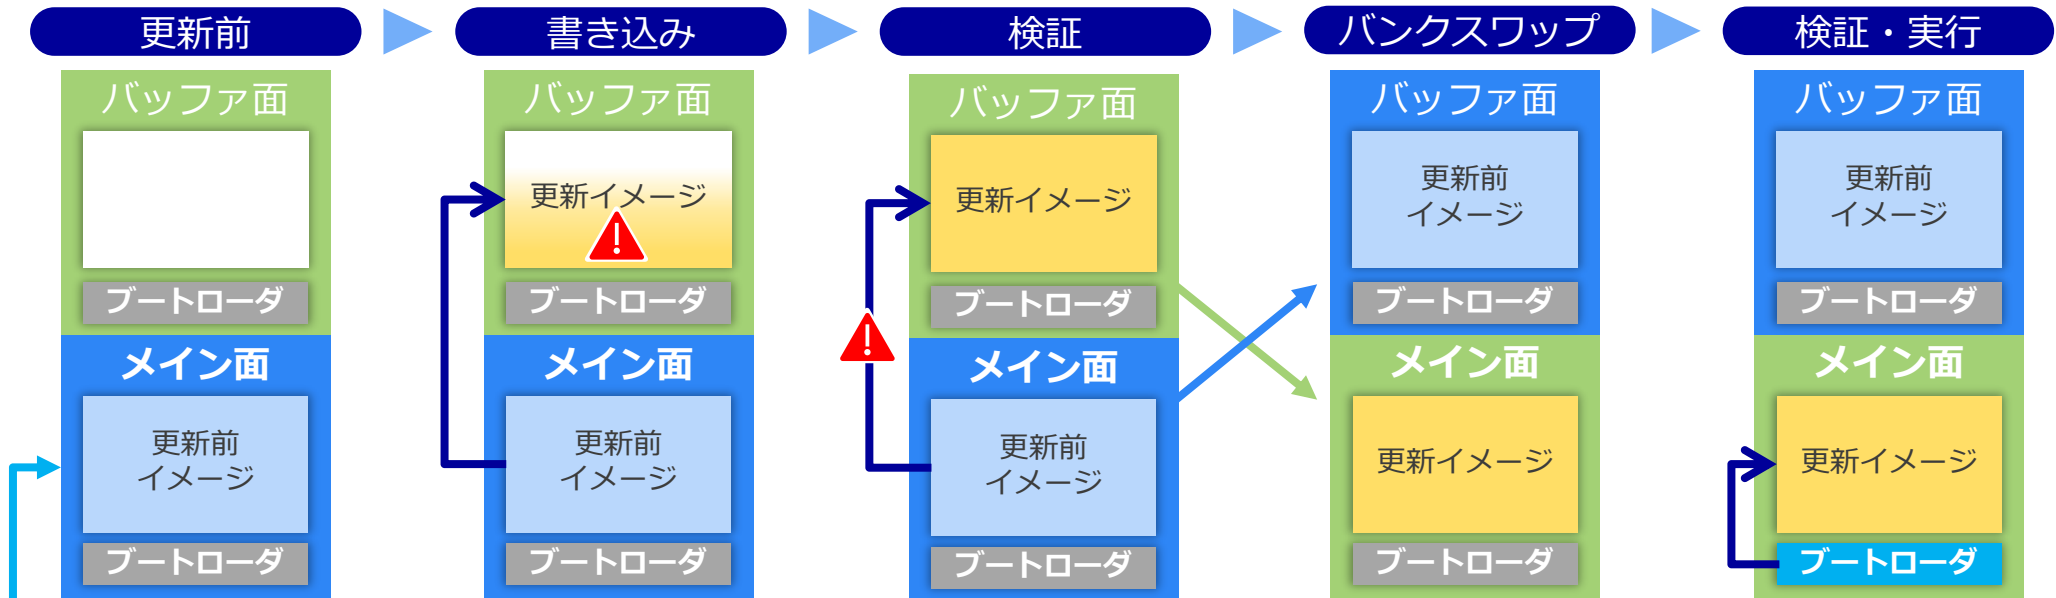 更新前
書き込み
検証
バンクスワップ
検証・実行
バッファ面
ブートローダ
メイン面
更新前
イメージ
ブートローダ
バッファ面
更新イメージ
ブートローダ
メイン面
更新前
イメージ
ブートローダ
バッファ面
更新イメージ
ブートローダ
メイン面
更新前
イメージ
ブートローダ
バッファ面
更新前
イメージ
ブートローダ
メイン面
更新イメージ
ブートローダ
バッファ面
更新前
イメージ
ブートローダ
メイン面
更新イメージ
ブートローダ